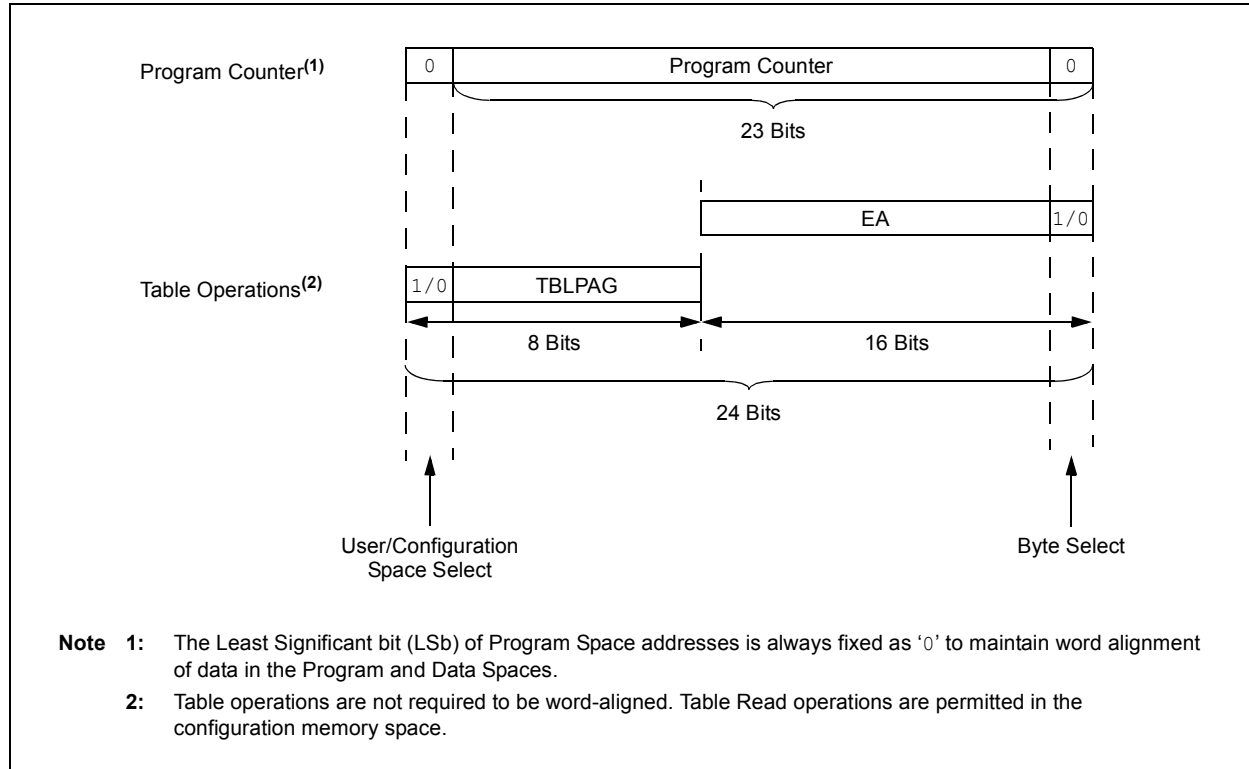 Program Counter(1)
0
Program Counter
0
23 Bits
EA
1/0
Table Operations(2)
1/0
TBLPAG
8 Bits
16 Bits
24 Bits
User/Configuration
Space Select
Byte Select
Note 1: The Least Significant bit (LSb) of Program Space addresses is always fixed as ‘0’ to maintain word alignment
of data in the Program and Data Spaces.
2: Table operations are not required to be word-aligned. Table Read operations are permitted in the
configuration memory space.